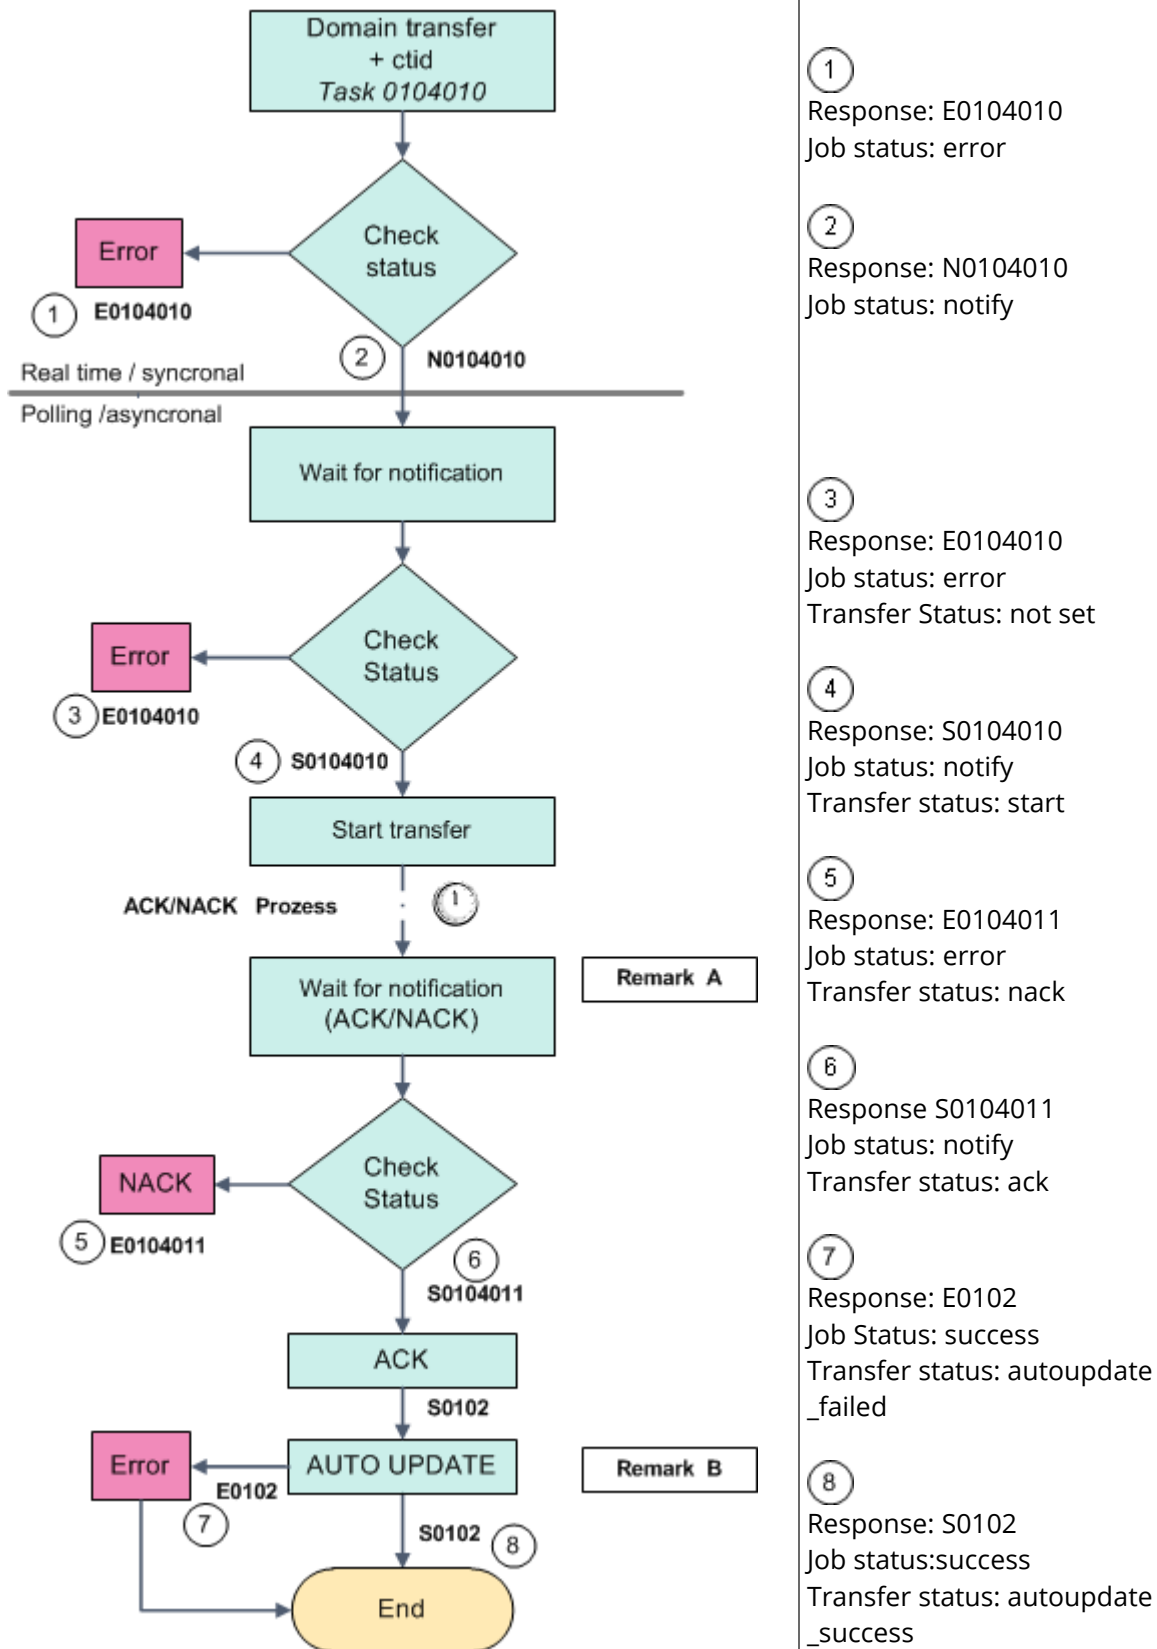 Domain transfer
+ ctid
Task 0104010
Check
status
Error
1
E0104010
2
N0104010
Real time / syncronal
Polling /asyncronal
Wait for notification
Check
Status
Error
3
E0104010
4
S0104010
Start transfer
ACK/NACK Prozess
Wait for notification
(ACK/NACK)
Remark A
Check
Status
NACK
5
E0104011
6
S0104011
ACK
S0102
AUTO UPDATE
Error
E0102
7
Remark B
S0102
8
End
1
Response: E0104010
Job status: error
2
Response: N0104010
Job status: notify
3
Response: E0104010
Job status: error
Transfer Status: not set
4
Response: S0104010
Job status: notify
Transfer status: start
5
Response: E0104011
Job status: error
Transfer status: nack
6
Response S0104011
Job status: notify
Transfer status: ack
7
Response: E0102
Job Status: success
Transfer status: autoupdate
_failed
8
Response: S0102
Job status:success
Transfer status: autoupdate
_success